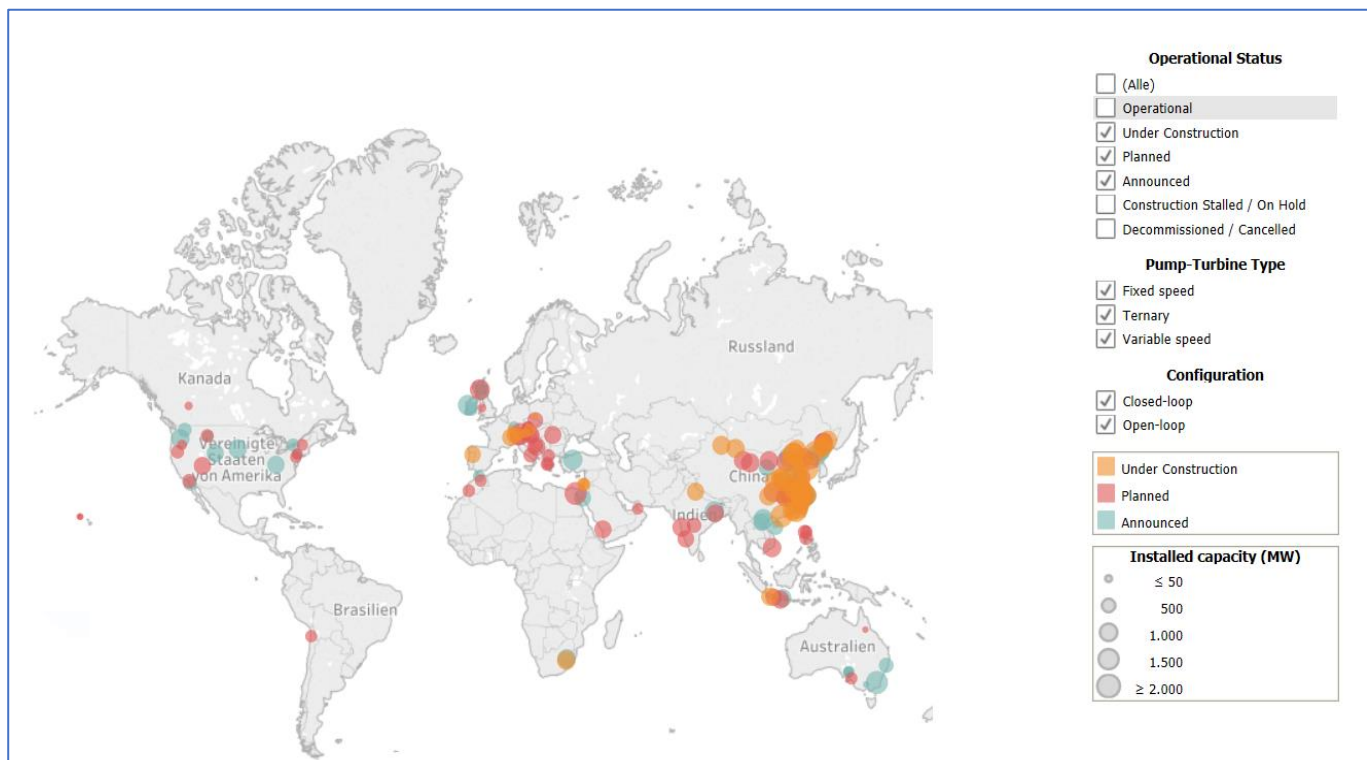 Operational Status
(Alle)
Operational
Under Construction
Planned
Announced
Construction Stalled / On Hold
Decommissioned / Cancelled
Pump-Turbine Type
Fixed speed
Ternary
Variable speed
Configuration
Closed-loop
Open-loop
Under Construction
Planned
Announced
Installed capacity (MW)
≤ 50
500
1.000
1.500
≥ 2.000
Russland
Kanada
Vereinigte
Staaten
von Amerika
China
Indien
Brasilien
Australien